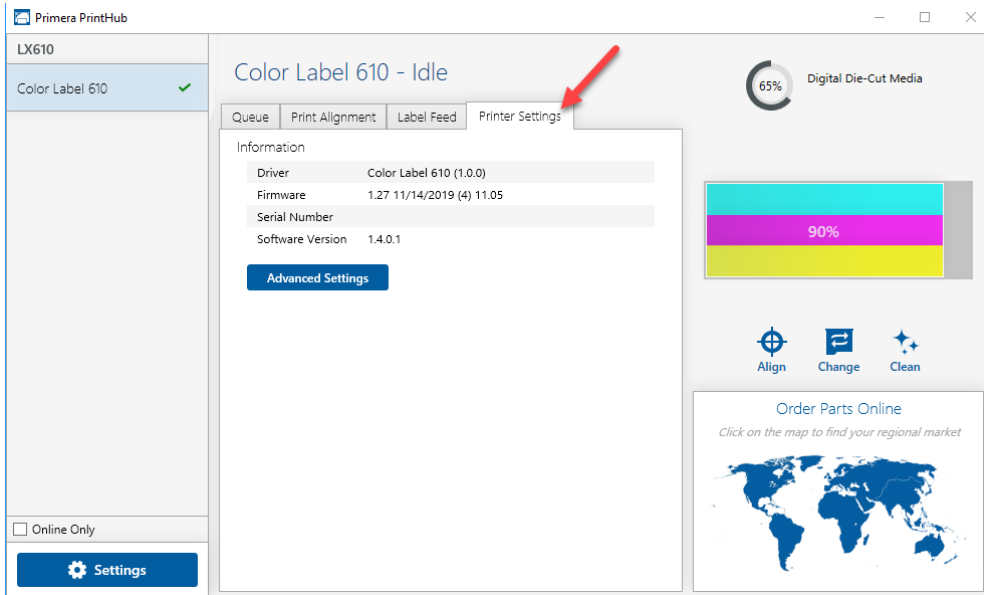 Primera PrintHub
LX610
Color Label 610
Online Only
Settings
Color Label 610 - Idle
Queue
Print Alignment
Label Feed
Printer Settings
Information
Driver Color Label 610 (1.0.0)
Firmware 1.27 11/14/2019 (4) 11.05
Serial Number
Software Version 1.4.0.1
Advanced Settings
65%
Digital Die-Cut Media
90%
Align
Change
Clean
Order Parts Online
Click on the map to find your regional market